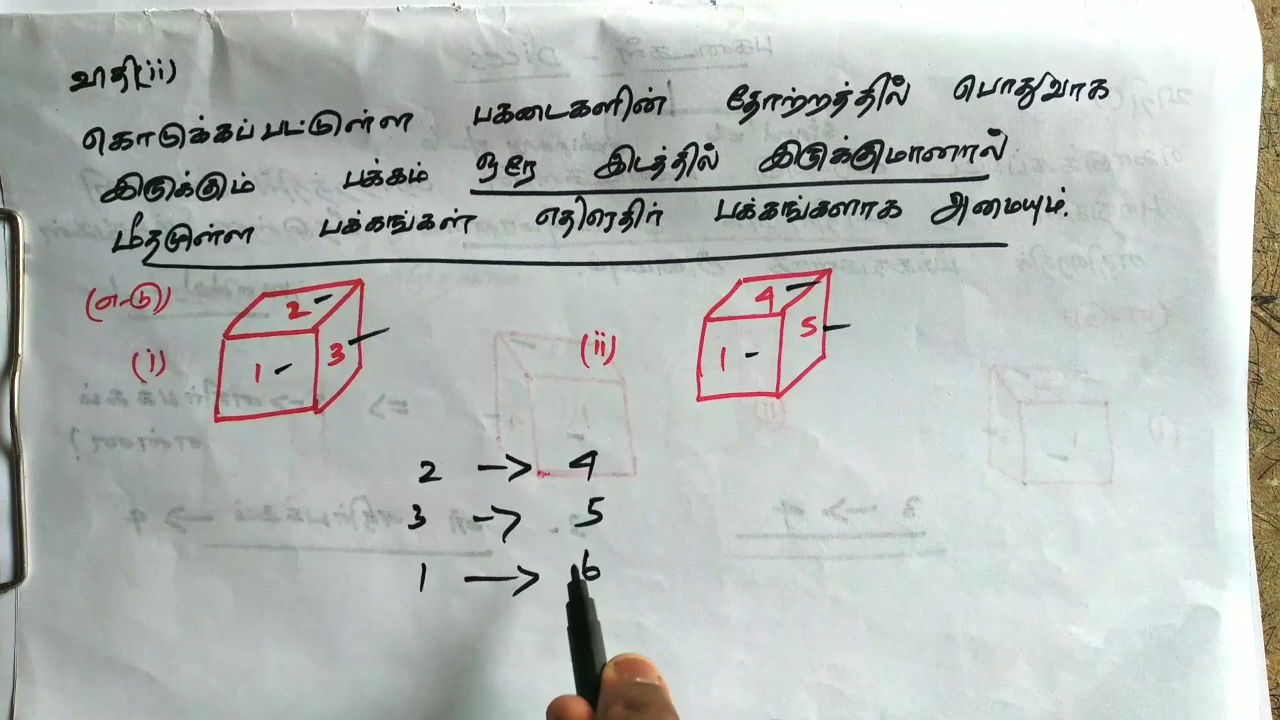 விதி(ii)
கொடுக்கப்பட்டுள்ள பகடைகளின் தோற்றத்தில் பொதுவாக
இருக்கும் பக்கம் ஒரே இடத்தில் இருக்குமானால்
மீதமுள்ள பக்கங்கள் எதிரெதிர் பக்கங்களாக அமையும்.
(எ-டு)
(i) 2 1 3
(ii) 4 1 5
2 → 4
3 → 5
1 → 6